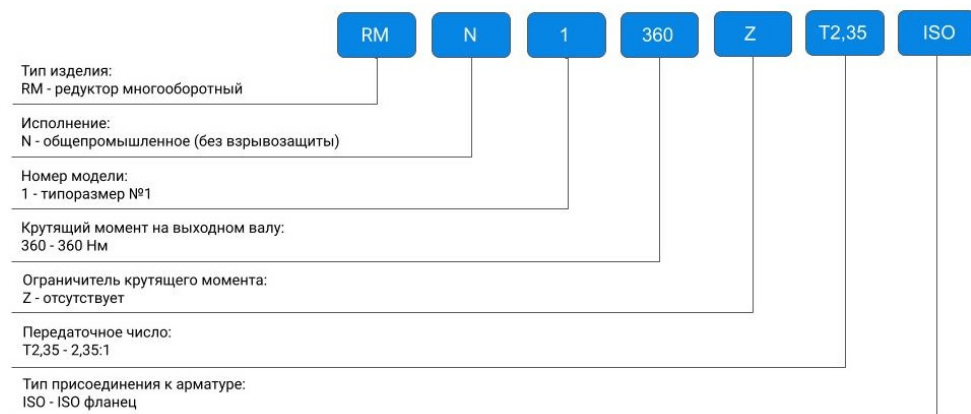 RM N 1 360 Z T2,35 ISO
Тип изделия:
RM - редуктор многооборотный
Исполнение:
N - общепромышленное (без взрывозащиты)
Номер модели:
1 - типоразмер №1
Крутящий момент на выходном валу:
360 - 360 Нм
Ограничитель крутящего момента:
Z - отсутствует
Передаточное число:
T2,35 - 2,35:1
Тип присоединения к арматуре:
ISO - ISO фланец